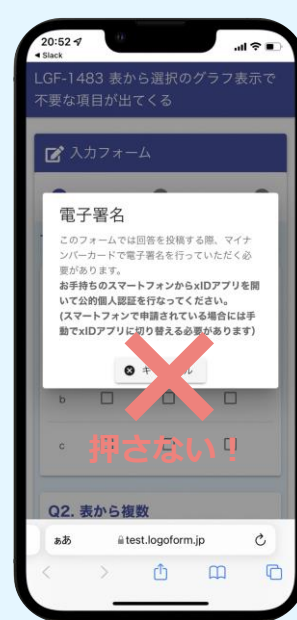 20:52
◀ Slack
LGF-1483 表から選択のグラフ表示で
不要な項目が出てくる
入力フォーム
電子署名
このフォームでは回答を投稿する際、マイナ
ンバーカードで電子署名を行っていただく必
要があります。
お手持ちのスマートフォンからxIDアプリを開
いて公的個人認証を行なってください。
(スマートフォンで申請されている場合には手
動でxIDアプリに切り替える必要があります)
b
c
押さない！
Q2. 表から複数
ぁあ
test.logoform.jp